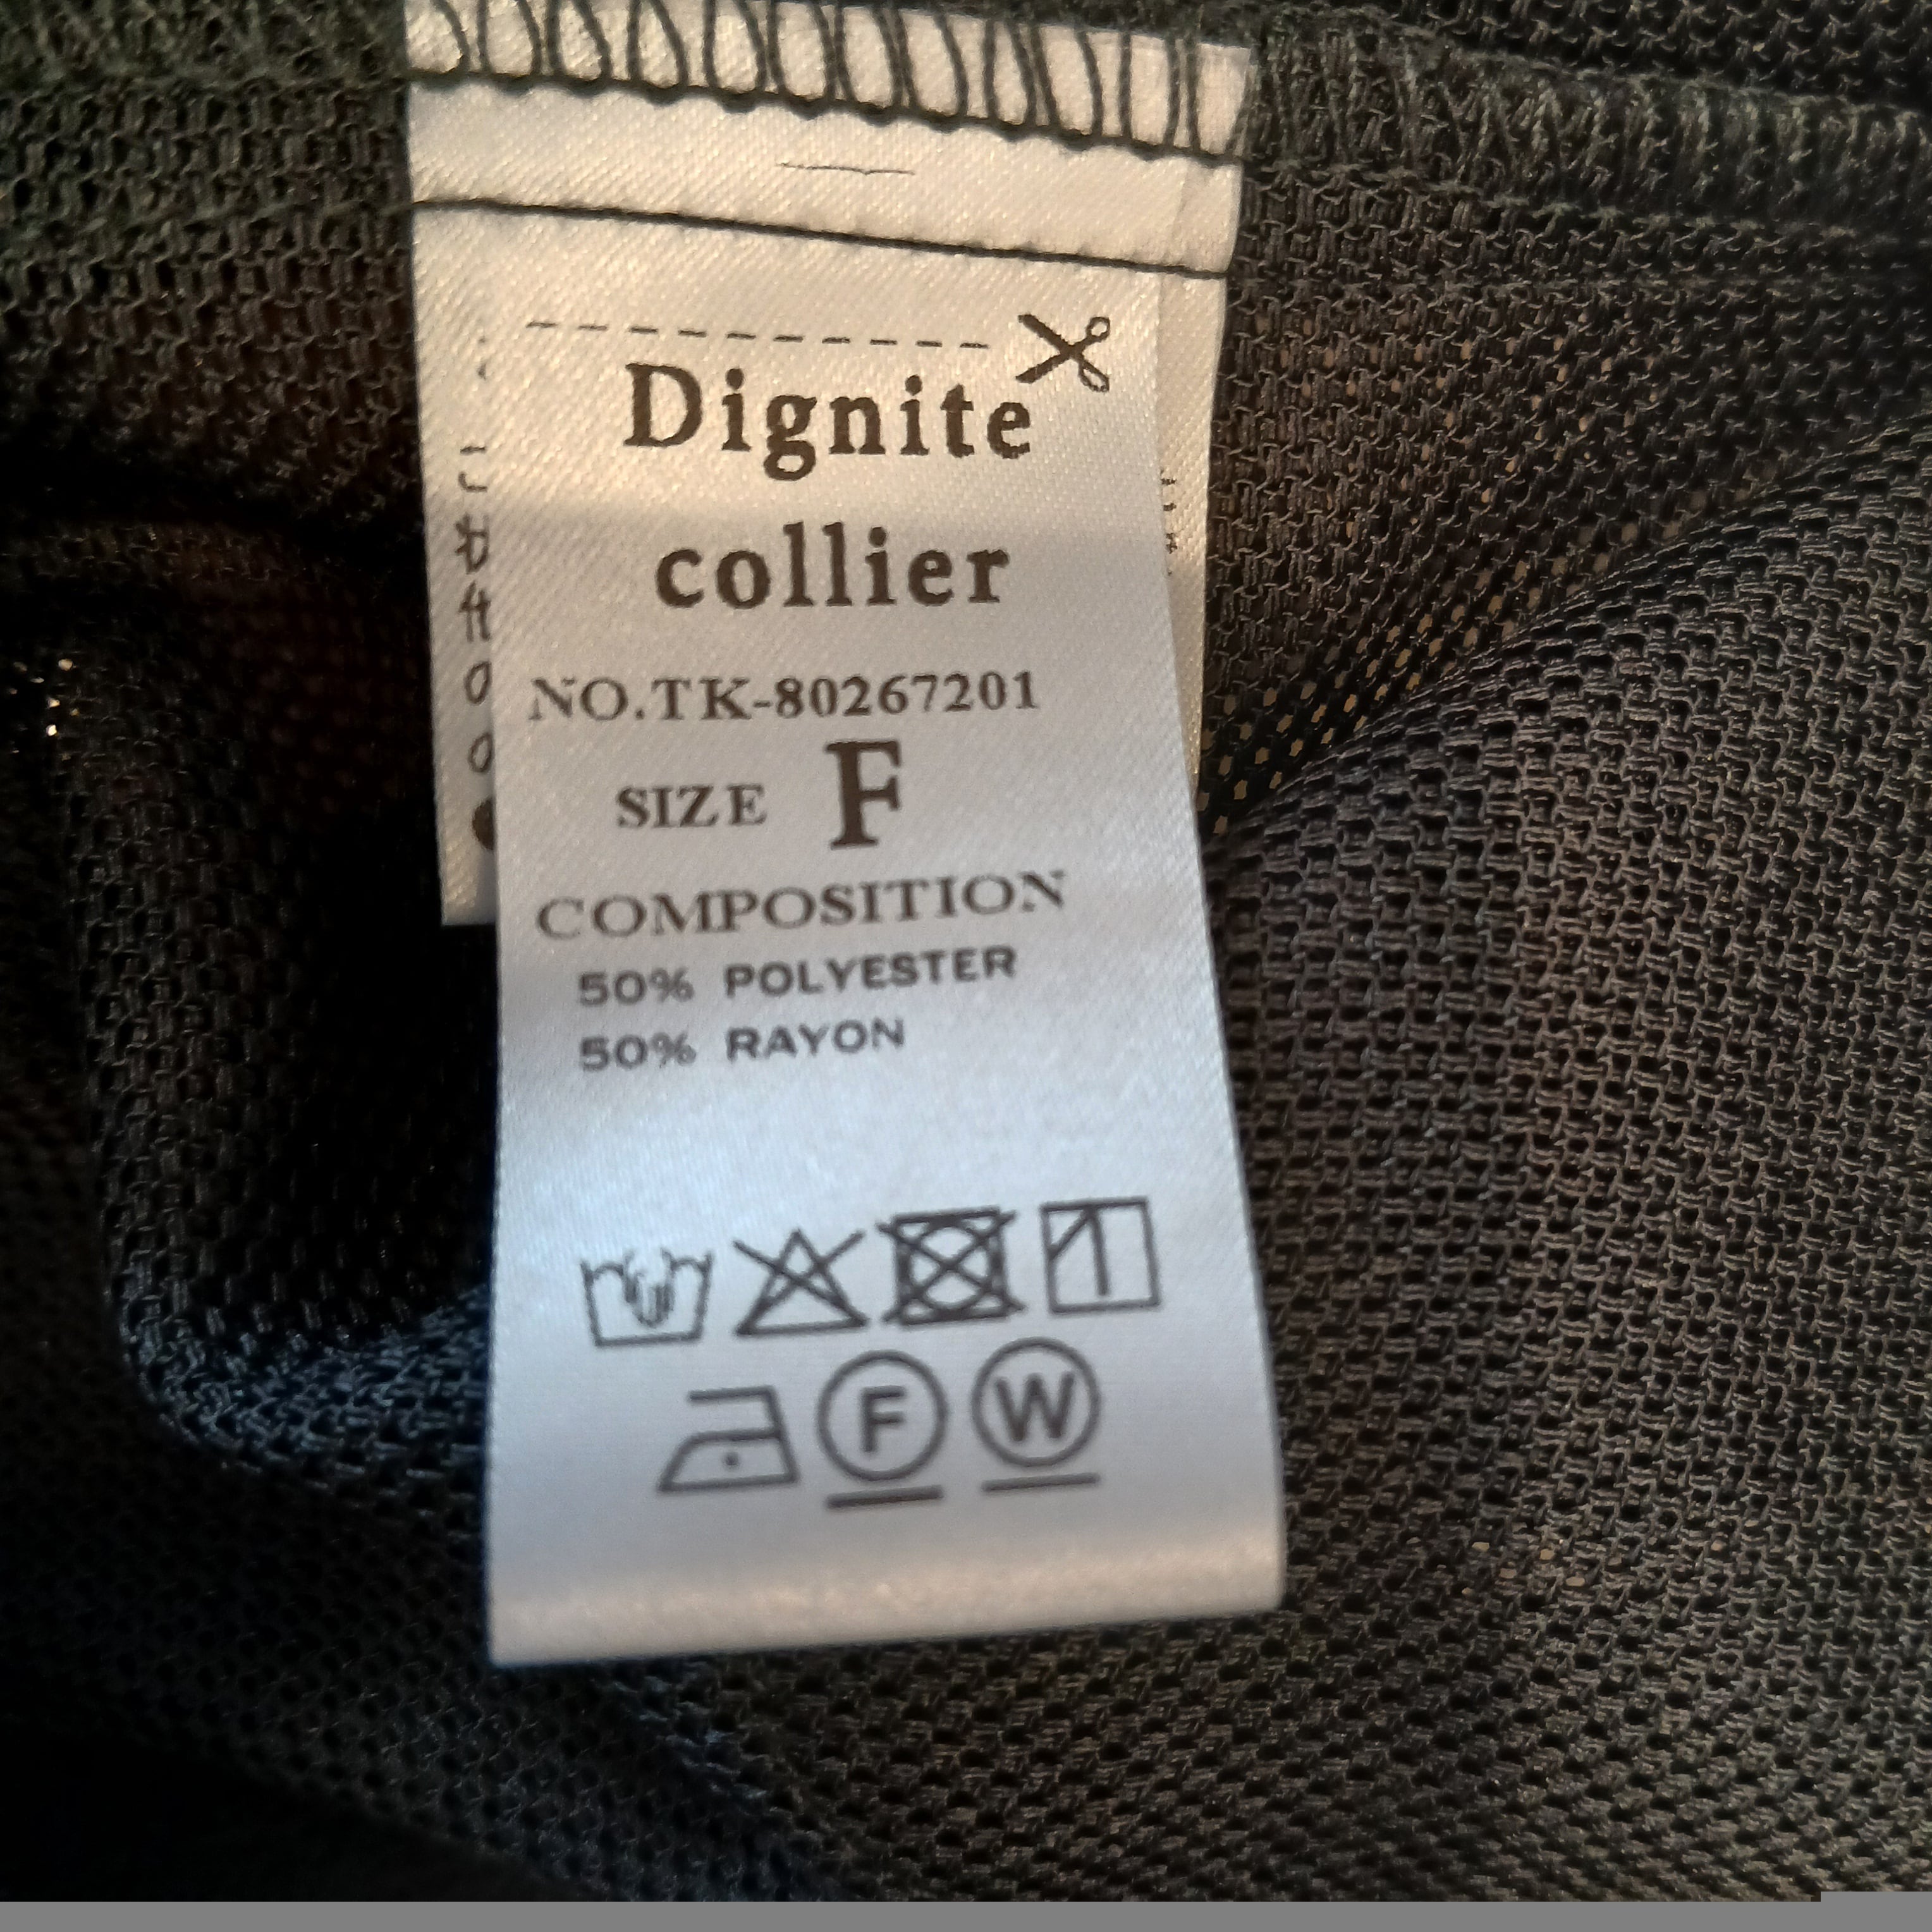 Dignite
collier
NO.TK-80267201
SIZE F
COMPOSITION
50% POLYESTER
50% RAYON
F W